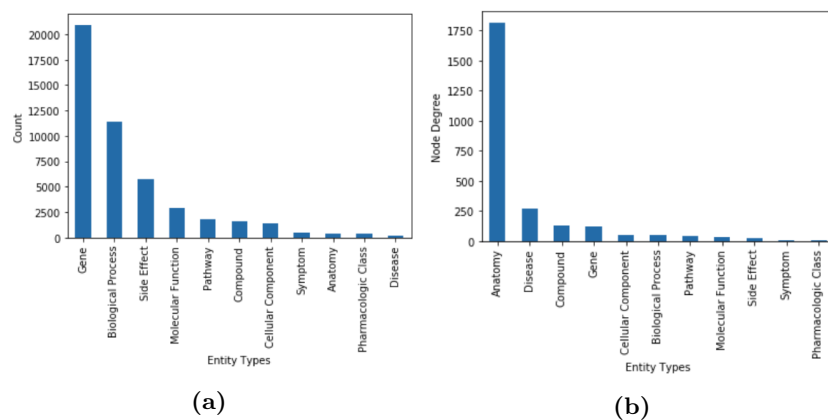 20000
17500
15000
12500
10000
7500
5000
2500
0
Count
Gene
Biological Process
Side Effect
Molecular Function
Pathway
Compound
Cellular Component
Symptom
Anatomy
Pharmacologic Class
Disease
Entity Types
(a)
1750
1500
1250
1000
750
500
250
0
Node Degree
Anatomy
Disease
Compound
Gene
Cellular Component
Biological Process
Pathway
Molecular Function
Side Effect
Symptom
Pharmacologic Class
Entity Types
(b)